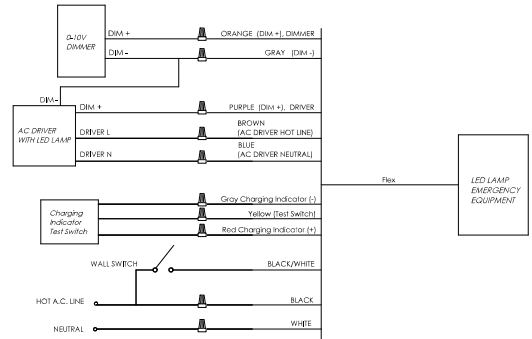 0-10V
DIMMER
DIM +
ORANGE (DIM +), DIMMER
DIM -
GRAY (DIM -)
DIM -
AC DRIVER
WITH LED LAMP
DIM +
PURPLE (DIM +), DRIVER
DRIVER L
BROWN
(AC DRIVER HOT LINE)
DRIVER N
BLUE
(AC DRIVER NEUTRAL)
Flex
LED LAMP
EMERGENCY
EQUIPMENT
Charging
Indicator
Test Switch
Gray Charging Indicator (-)
Yellow (Test Switch)
Red Charging Indicator (+)
WALL SWITCH
BLACK/WHITE
HOT A.C. LINE
BLACK
NEUTRAL
WHITE